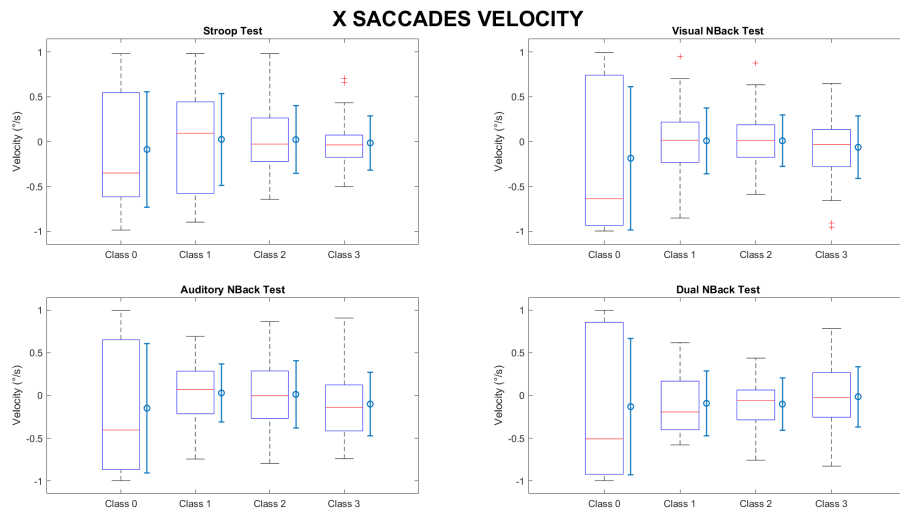 X SACCADES VELOCITY
Stroop Test
Velocity (°/s)
1
0.5
0
-0.5
-1
Class 0 Class 1 Class 2 Class 3
Visual NBack Test
Velocity (°/s)
1
0.5
0
-0.5
-1
Class 0 Class 1 Class 2 Class 3
Auditory NBack Test
Velocity (°/s)
1
0.5
0
-0.5
-1
Class 0 Class 1 Class 2 Class 3
Dual NBack Test
Velocity (°/s)
1
0.5
0
-0.5
-1
Class 0 Class 1 Class 2 Class 3